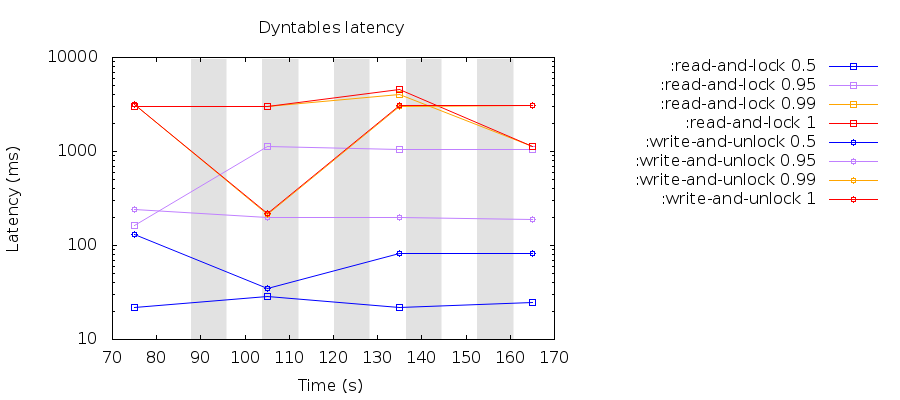 Dyntables latency
10000
1000
100
10
70 80 90 100 110 120 130 140 150 160 170
Latency (ms)
Time (s)
:read-and-lock 0.5
:read-and-lock 0.95
:read-and-lock 0.99
:read-and-lock 1
:write-and-unlock 0.5
:write-and-unlock 0.95
:write-and-unlock 0.99
:write-and-unlock 1